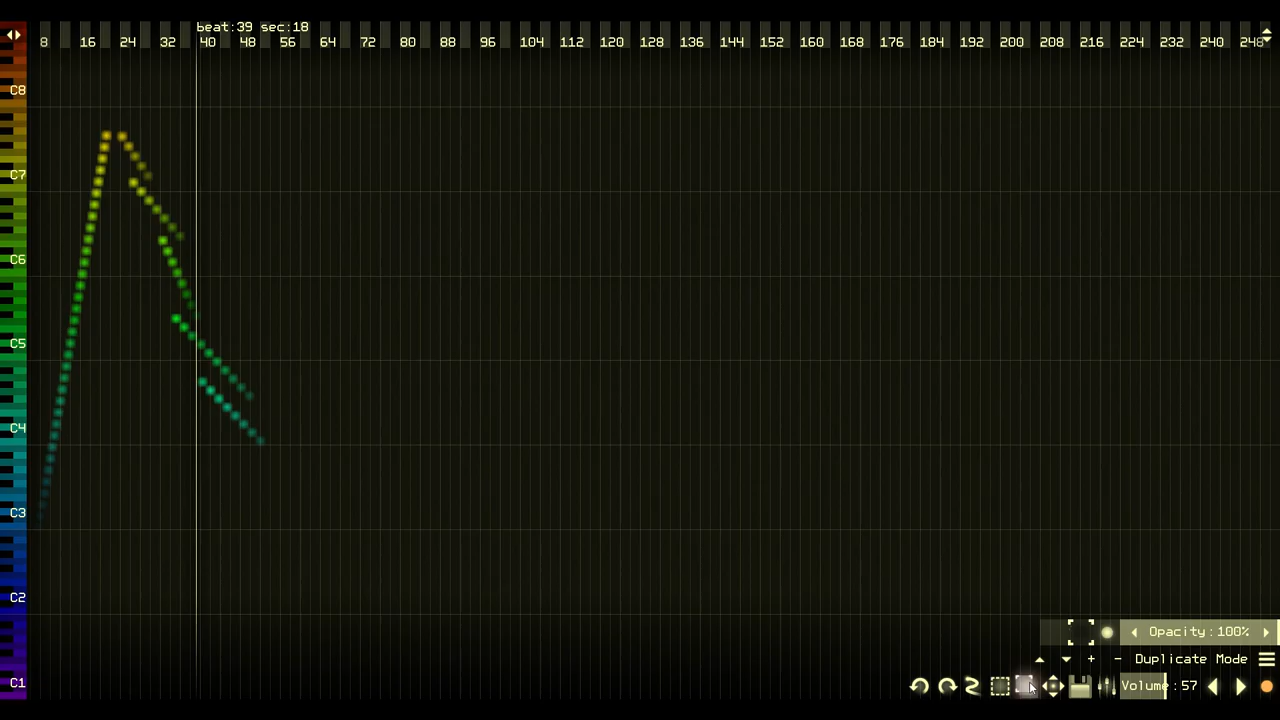 beat:39 sec:18
8 16 24 32 40 48 56 64 72 80 88 96 104 112 120 128 136 144 152 160 168 176 184 192 200 208 216 224 232 240 248
C8
C7
C6
C5
C4
C3
C2
C1
Opacity:100%
Duplicate Mode
Volume:57